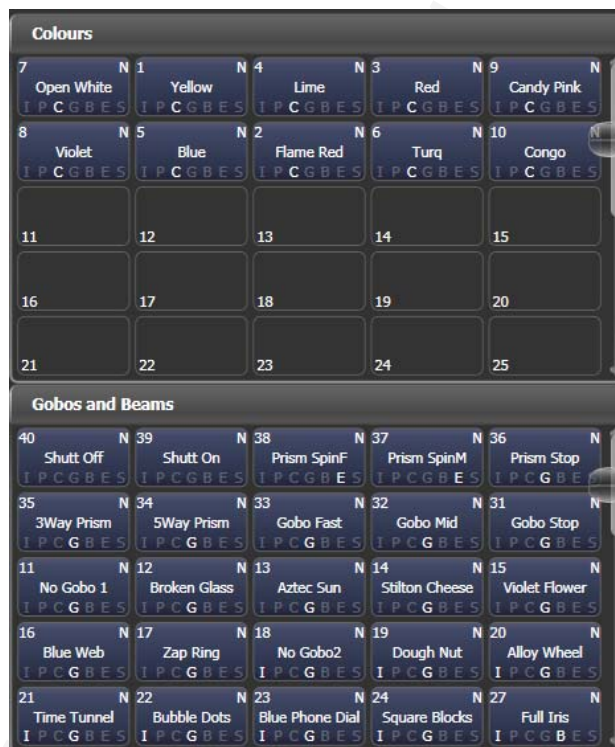 Colours
7 N 1 N 4 N 3 N 9 N
Open White Yellow Lime Red Candy Pink
I P C G B E S I P C G B E S I P C G B E S I P C G B E S I P C G B E S
8 N 5 N 2 N 6 N 10 N
Violet Blue Flame Red Turq Congo
I P C G B E S I P C G B E S I P C G B E S I P C G B E S I P C G B E S
11 12 13 14 15
16 17 18 19 20
21 22 23 24 25
Gobos and Beams
40 N 39 N 38 N 37 N 36 N
Shutt Off Shutt On Prism SpinF Prism SpinM Prism Stop
I P C G B E S I P C G B E S I P C G B E S I P C G B E S I P C G B E S
35 N 34 N 33 N 32 N 31 N
3Way Prism 5Way Prism Gobo Fast Gobo Mid Gobo Stop
I P C G B E S I P C G B E S I P C G B E S I P C G B E S I P C G B E S
11 N 12 N 13 N 14 N 15 N
No Gobo 1 Broken Glass Aztec Sun Stilton Cheese Violet Flower
I P C G B E S I P C G B E S I P C G B E S I P C G B E S I P C G B E S
16 N 17 N 18 N 19 N 20 N
Blue Web Zap Ring No Gobo2 Dough Nut Alloy Wheel
I P C G B E S I P C G B E S I P C G B E S I P C G B E S I P C G B E S
21 N 22 N 23 N 24 N 27 N
Time Tunnel Bubble Dots Blue Phone Dial Square Blocks Full Iris
I P C G B E S I P C G B E S I P C G B E S I P C G B E S I P C G B E S